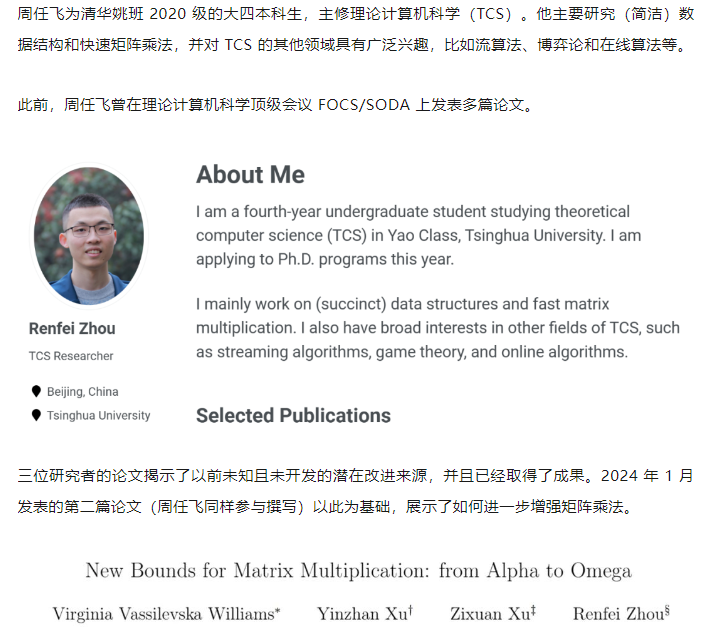 周任飞为清华姚班 2020 级的大四本科生，主修理论计算机科学（TCS）。他主要研究（简洁）数
据结构和快速矩阵乘法，并对 TCS 的其他领域具有广泛兴趣，比如流算法、博弈论和在线算法等。
此前，周任飞曾在理论计算机科学顶级会议 FOCS/SODA 上发表多篇论文。
About Me
I am a fourth-year undergraduate student studying theoretical
computer science (TCS) in Yao Class, Tsinghua University. I am
applying to Ph.D. programs this year.
I mainly work on (succinct) data structures and fast matrix
multiplication. I also have broad interests in other fields of TCS, such
as streaming algorithms, game theory, and online algorithms.
Renfei Zhou
TCS Researcher
Beijing, China
Tsinghua University
Selected Publications
三位研究者的论文揭示了以前未知且未开发的潜在改进来源，并且已经取得了成果。2024 年 1 月
发表的第二篇论文（周任飞同样参与撰写）以此为基础，展示了如何进一步增强矩阵乘法。
New Bounds for Matrix Multiplication: from Alpha to Omega
Virginia Vassilevska Williams* Yinzhan Xu† Zixuan Xu‡ Renfei Zhou§